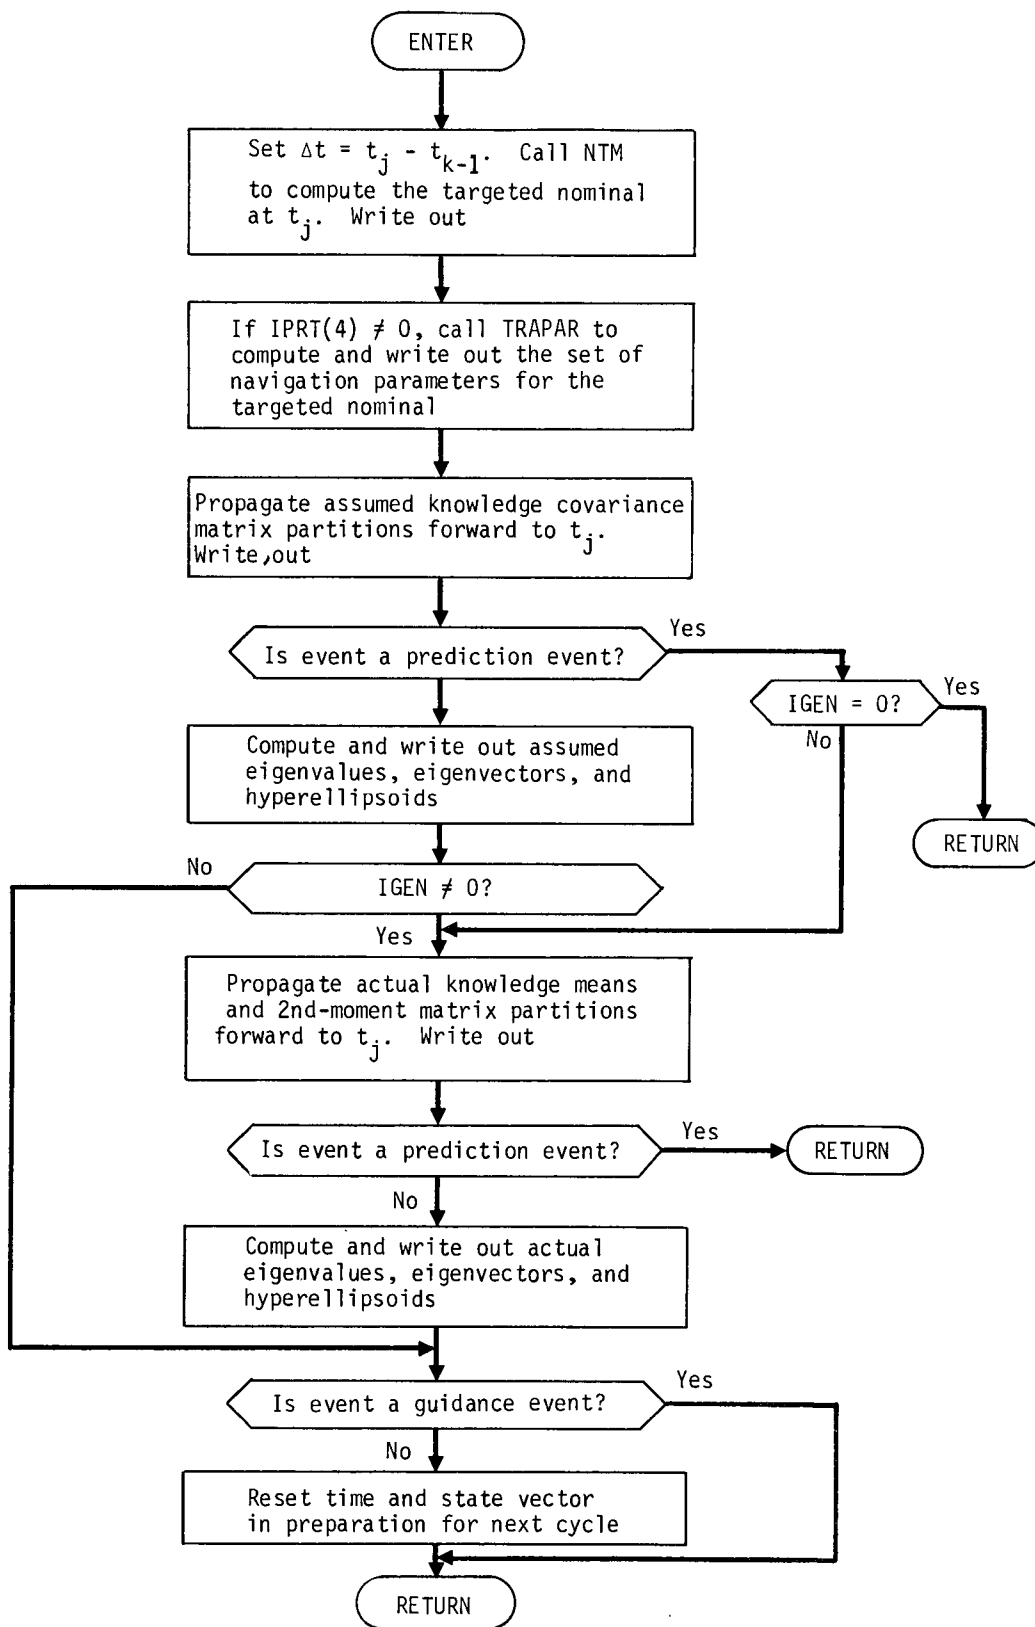 ENTER
Set Δt = t_j - t_{k-1}. Call NTM
to compute the targeted nominal
at t_j. Write out
If IPRT(4) ≠ 0, call TRAPAR to
compute and write out the set of
navigation parameters for the
targeted nominal
Propagate assumed knowledge covariance
matrix partitions forward to t_j.
Write,out
Is event a prediction event?
Yes
IGEN = 0?
Yes
No
RETURN
Compute and write out assumed
eigenvalues, eigenvectors, and
hyperellipsoids
No
IGEN ≠ 0?
Yes
Propagate actual knowledge means
and 2nd-moment matrix partitions
forward to t_j. Write out
Is event a prediction event?
Yes
RETURN
No
Compute and write out actual
eigenvalues, eigenvectors, and
hyperellipsoids
Is event a guidance event?
Yes
No
Reset time and state vector
in preparation for next cycle
RETURN